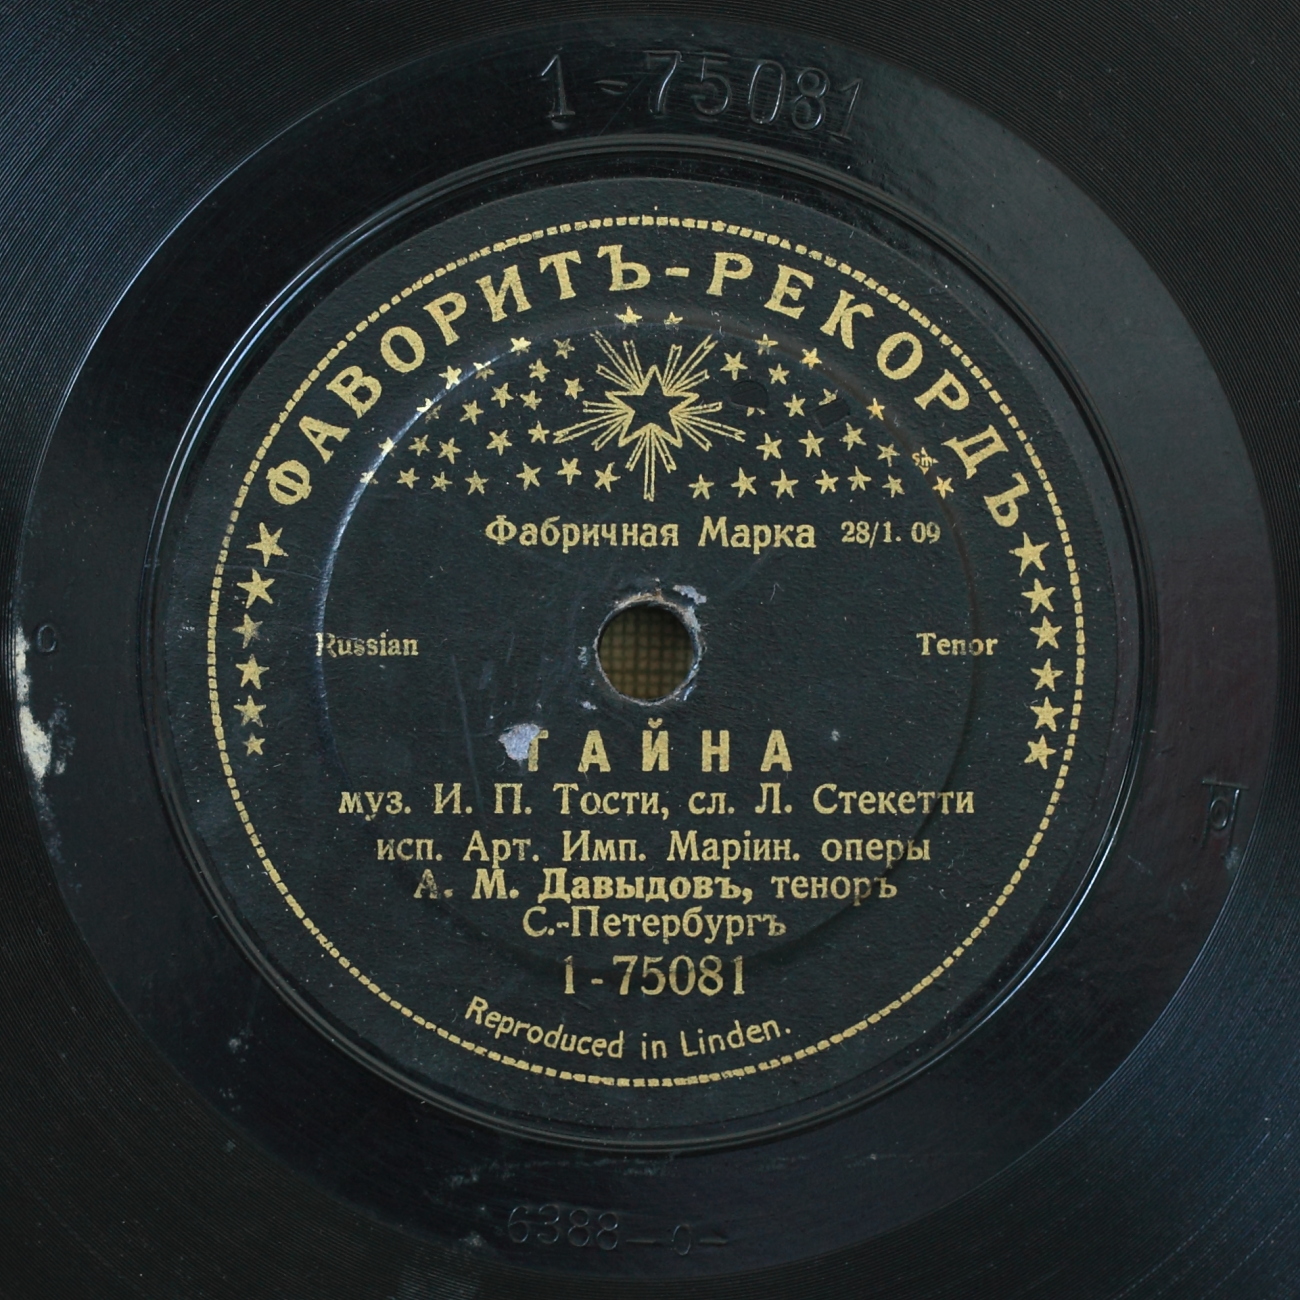 1-75081
ФАВОРИТЪ-РЕКОРДЪ
Фабричная Марка 28/1. 09
Russian
Tenor
ТАЙНА
муз. И. П. Тости, сл. Л. Стекетти
исп. Арт. Имп. Маріин. оперы
А. М. Давыдовъ, теноръ
С.-Петербургъ
1-75081
Reproduced in Linden.
6388-o-